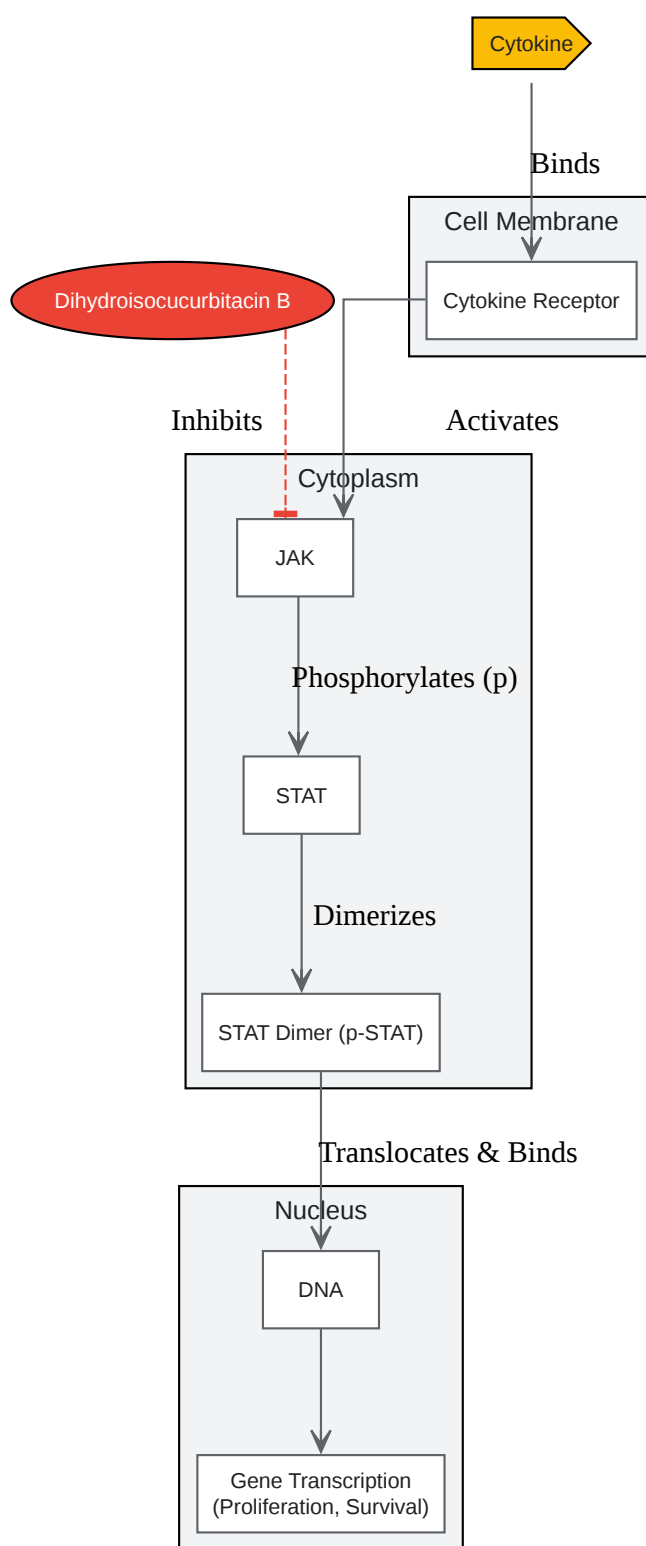 Cytokine
Binds
Cell Membrane
Dihydroisocucurbitacin B
Cytokine Receptor
Inhibits
Activates
Cytoplasm
JAK
Phosphorylates (p)
STAT
Dimerizes
STAT Dimer (p-STAT)
Translocates & Binds
Nucleus
DNA
Gene Transcription
(Proliferation, Survival)